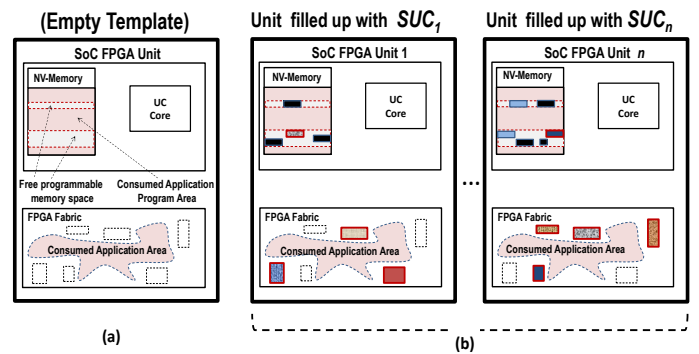 (Empty Template)
SoC FPGA Unit
NV-Memory
UC
Core
Free programmable
memory space
Consumed Application
Program Area
FPGA Fabric
Consumed Application Area
(a)
Unit filled up with SUC1
SoC FPGA Unit 1
NV-Memory
UC
Core
FPGA Fabric
Consumed Application Area
...
Unit filled up with SUCn
SoC FPGA Unit n
NV-Memory
UC
Core
FPGA Fabric
Consumed Application Area
(b)